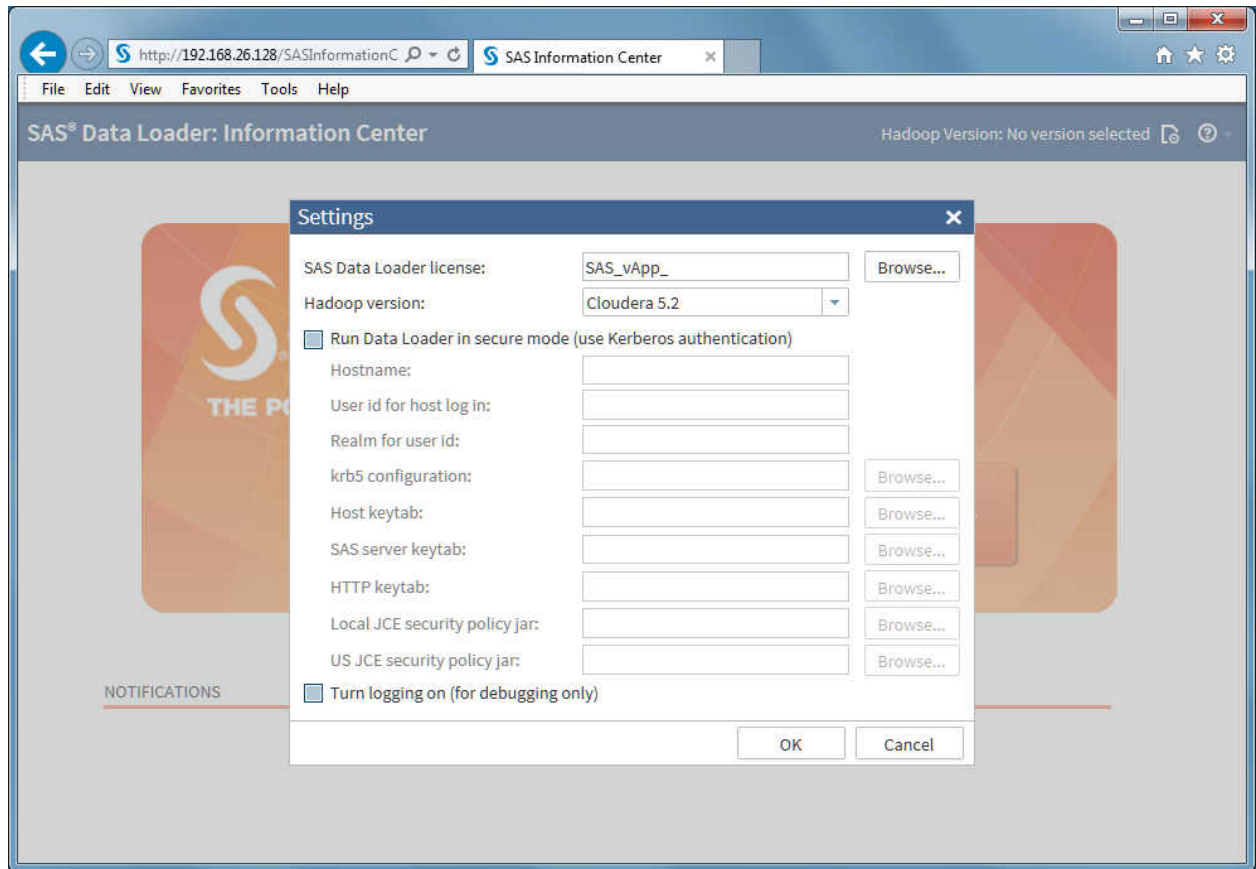 http://192.168.26.128/SASInformationC
SAS Information Center
File Edit View Favorites Tools Help
SAS® Data Loader: Information Center
Hadoop Version: No version selected
Settings
SAS Data Loader license: SAS_vApp_ Browse...
Hadoop version: Cloudera 5.2
Run Data Loader in secure mode (use Kerberos authentication)
Hostname:
User id for host log in:
Realm for user id:
krb5 configuration: Browse...
Host keytab: Browse...
SAS server keytab: Browse...
HTTP keytab: Browse...
Local JCE security policy jar: Browse...
US JCE security policy jar: Browse...
Turn logging on (for debugging only)
OK Cancel
THE PO
NOTIFICATIONS